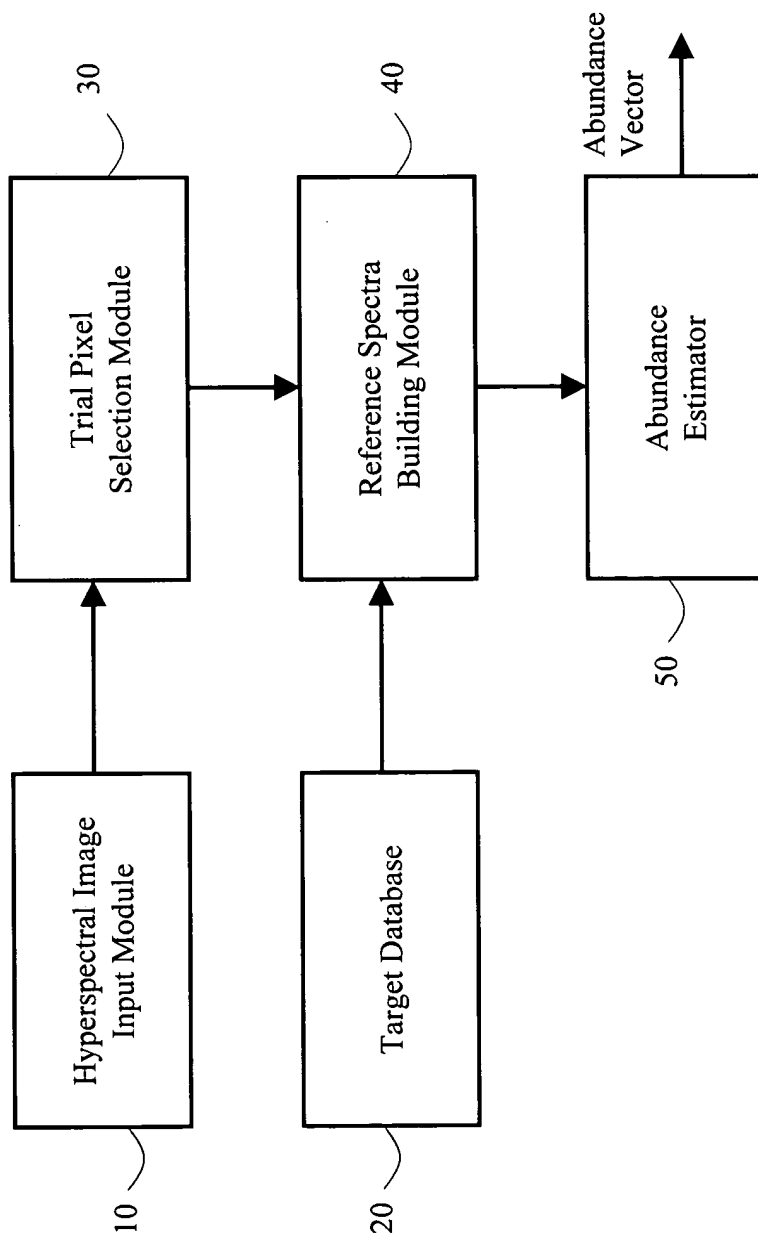 10
Hyperspectral Image
Input Module
30
Trial Pixel
Selection Module
20
Target Database
40
Reference Spectra
Building Module
50
Abundance
Estimator
Abundance
Vector